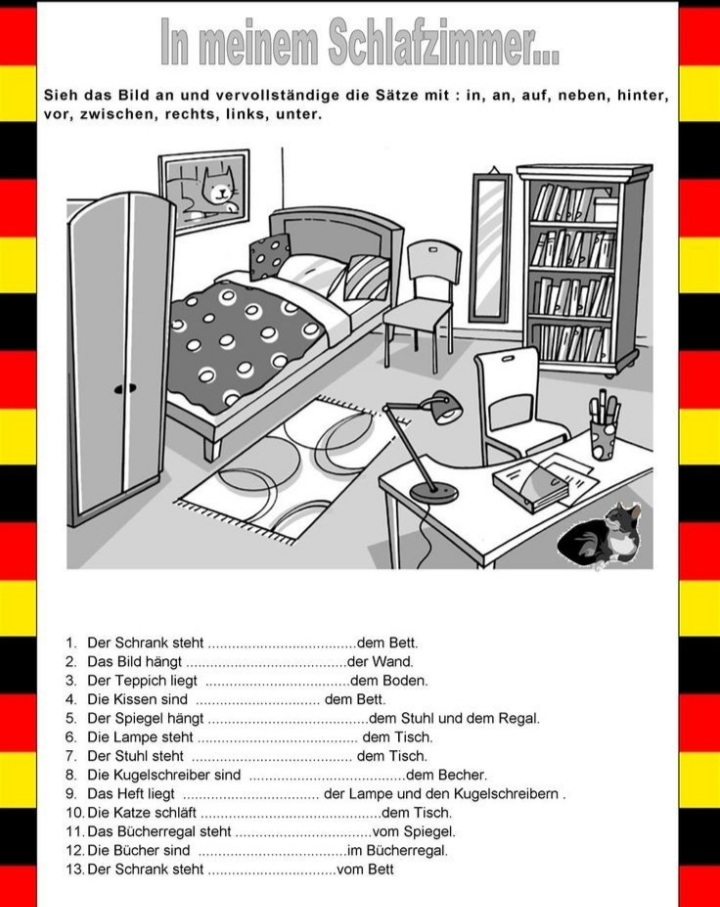 In meinem Schlafzimmer...
Sieh das Bild an und vervollständige die Sätze mit : in, an, auf, neben, hinter,
vor, zwischen, rechts, links, unter.
1. Der Schrank steht ......................................dem Bett.
2. Das Bild hängt .........................................der Wand.
3. Der Teppich liegt .....................................dem Boden.
4. Die Kissen sind ................................ dem Bett.
5. Der Spiegel hängt .........................................dem Stuhl und dem Regal.
6. Die Lampe steht ......................................... dem Tisch.
7. Der Stuhl steht ......................................... dem Tisch.
8. Die Kugelschreiber sind ........................................dem Becher.
9. Das Heft liegt ................................... der Lampe und den Kugelschreibern .
10. Die Katze schläft ..............................................dem Tisch.
11. Das Bücherregal steht ...................................vom Spiegel.
12. Die Bücher sind ......................................im Bücherregal.
13. Der Schrank steht .................................vom Bett